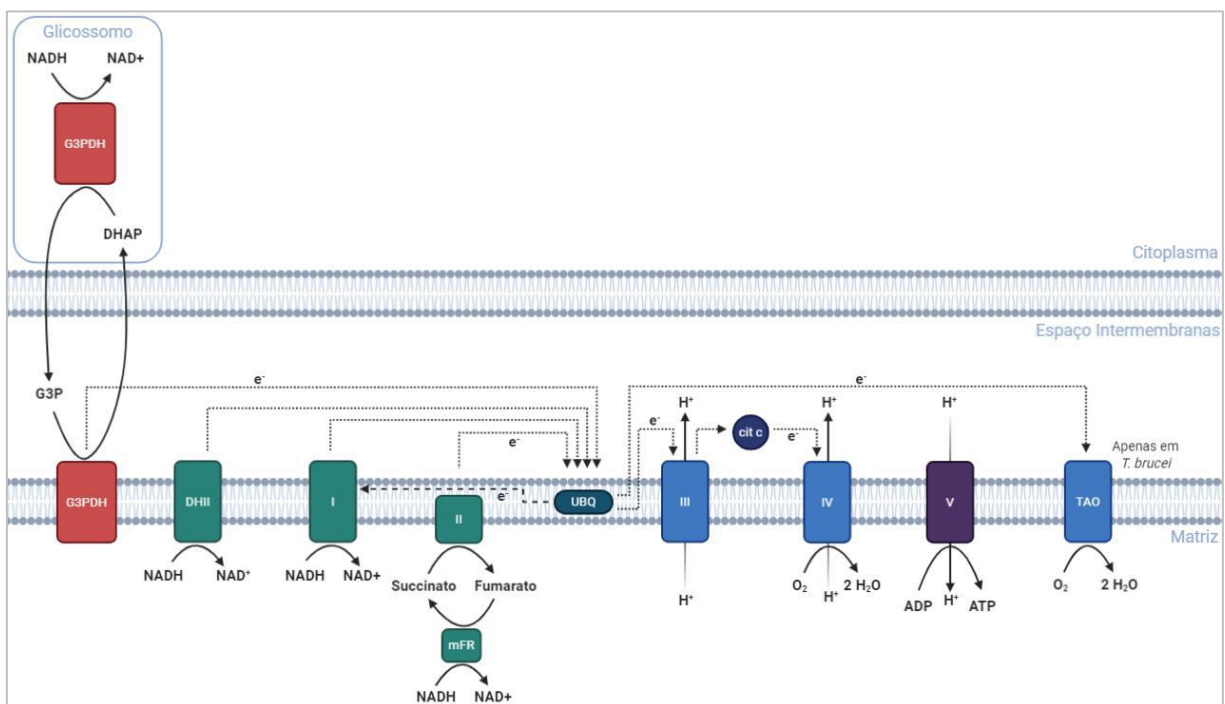 Glicossomo
NADH NAD+
G3PDH
DHAP
Citoplasma
Espaço Intermembranas
G3P
e-
e-
H+
H+
H+
e-
cit c
e-
e-
Apenas em
T. brucei
G3PDH
DHII
I
II
e-
UBQ
III
IV
V
TAO
Matriz
NADH NAD+
NADH NAD+
Succinato Fumarato
H+
O2 H+ 2 H2O
ADP H+ ATP
O2 2 H2O
mFR
NADH NAD+